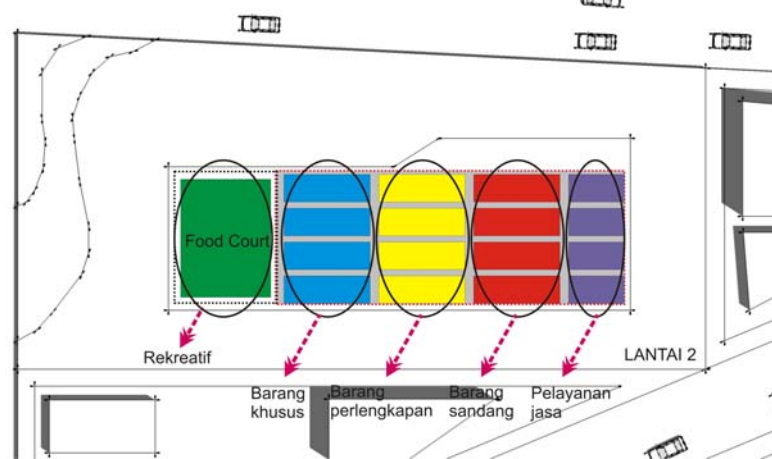 Food Court
LANTAI 2
Rekreatif
Barang
khusus
Barang
perlengkapan
Barang
sandang
Pelayanan
jasa